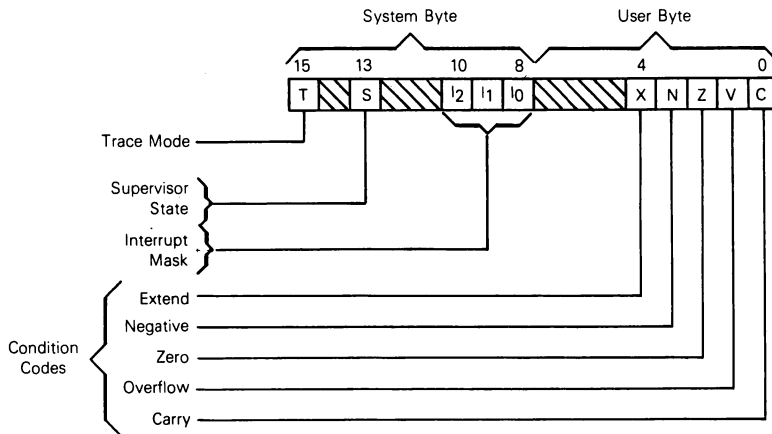 System Byte User Byte
15 13 10 8 4 0
T S I2 I1 I0 X N Z V C
Trace Mode
Supervisor
State
Interrupt
Mask
Extend
Negative
Condition
Codes
Zero
Overflow
Carry